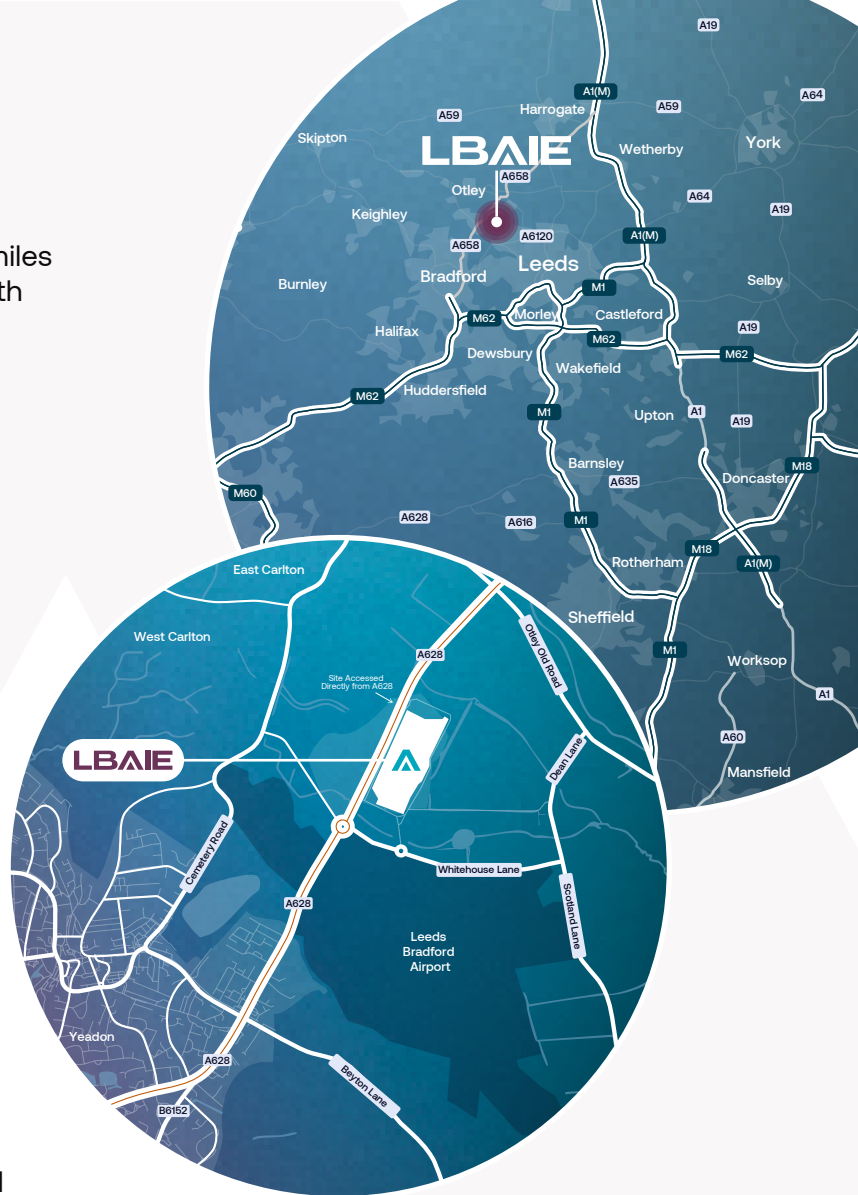 niles
th
l
A19
A1(M)
A64
A59
A59
Harrogate
Skipton
LBAIE
Wetherby
York
A658
Otley
A64
Keighley
A19
A658
A6120
A1(M)
Leeds
Bradford
Burnley
Selby
M1
M62
Morley
Castleford
A19
Halifax
M62
M62
Dewsbury
Wakefield
Huddersfield
M62
M1
Upton
A1
A19
Barnsley
M18
A635
Doncaster
M60
A628
A616
M1
M18
Rotherham
A1(M)
Sheffield
M1
Worksop
A1
A60
Mansfield
East Carlton
West Carlton
A628
Otley Old Road
Site Accessed
Directly from A628
LBAIE
Dean Lane
Cemetery Road
Whitehouse Lane
A628
Scotland Lane
Leeds
Bradford
Airport
Yeadon
A628
Beyton Lane
B6152